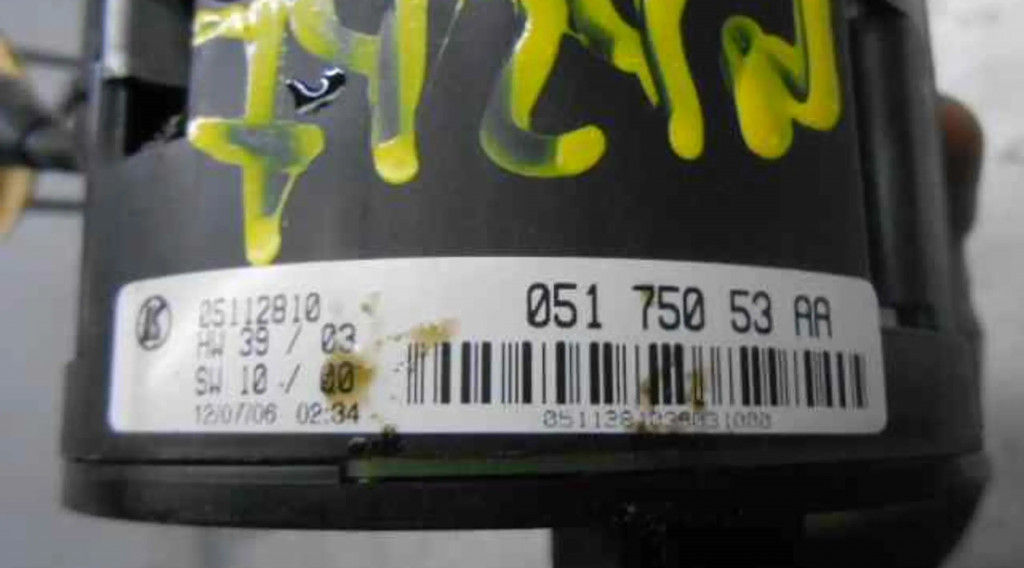 05112810
HW 39 / 03
SW 10 / 00
12/07/06 02:34
051 750 53 AA